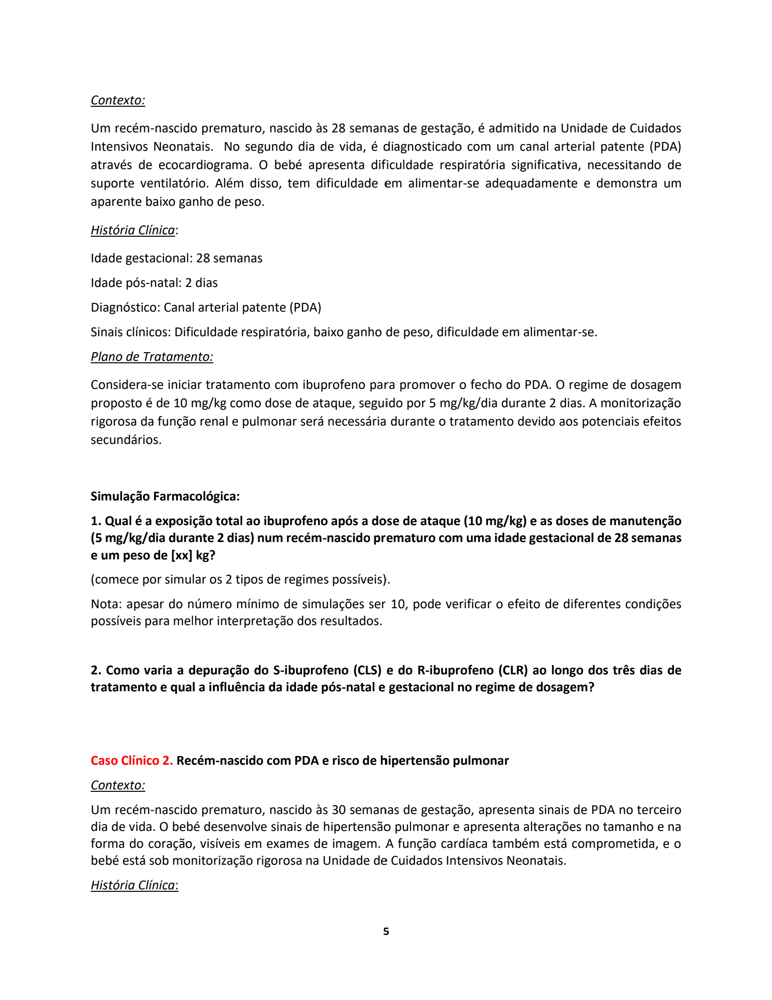 Contexto:
Um recém-nascido prematuro, nascido às 28 semanas de gestação, é admitido na Unidade de Cuidados
Intensivos Neonatais.  No segundo dia de vida, é diagnosticado com um canal arterial patente (PDA)
através de ecocardiograma. O bebé apresenta dificuldade respiratória significativa, necessitando de
suporte ventilatório. Além disso, tem dificuldade em alimentar-se adequadamente e demonstra um
aparente baixo ganho de peso.
História Clínica:
Idade gestacional: 28 semanas
Idade pós-natal: 2 dias
Diagnóstico: Canal arterial patente (PDA)
Sinais clínicos: Dificuldade respiratória, baixo ganho de peso, dificuldade em alimentar-se.
Plano de Tratamento:
Considera-se iniciar tratamento com ibuprofeno para promover o fecho do PDA. O regime de dosagem
proposto é de 10 mg/kg como dose de ataque, seguido por 5 mg/kg/dia durante 2 dias. A monitorização
rigorosa da função renal e pulmonar será necessária durante o tratamento devido aos potenciais efeitos
secundários.
Simulação Farmacológica:
1. Qual é a exposição total ao ibuprofeno após a dose de ataque (10 mg/kg) e as doses de manutenção
(5 mg/kg/dia durante 2 dias) num recém-nascido prematuro com uma idade gestacional de 28 semanas
e um peso de [xx] kg?
(comece por simular os 2 tipos de regimes possíveis).
Nota: apesar do número mínimo de simulações ser 10, pode verificar o efeito de diferentes condições
possíveis para melhor interpretação dos resultados.
2. Como varia a depuração do S-ibuprofeno (CLS) e do R-ibuprofeno (CLR) ao longo dos três dias de
tratamento e qual a influência da idade pós-natal e gestacional no regime de dosagem?
Caso Clínico 2. Recém-nascido com PDA e risco de hipertensão pulmonar
Contexto:
Um recém-nascido prematuro, nascido às 30 semanas de gestação, apresenta sinais de PDA no terceiro
dia de vida. O bebé desenvolve sinais de hipertensão pulmonar e apresenta alterações no tamanho e na
forma do coração, visíveis em exames de imagem. A função cardíaca também está comprometida, e o
bebé está sob monitorização rigorosa na Unidade de Cuidados Intensivos Neonatais.
História Clínica:
5